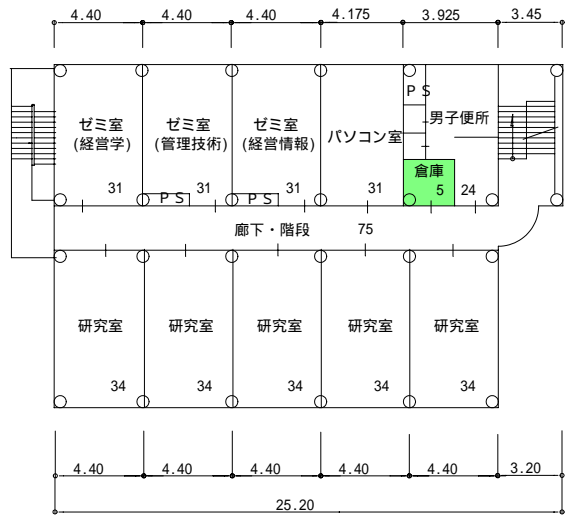 4.40 4.40 4.40 4.175 3.925 3.45
P S
ゼミ室 ゼミ室 ゼミ室 男子便所
(経営学) (管理技術) (経営情報) パソコン室
倉庫
31 31 31 31 5 24
P S P S
廊下・階段 75
研究室 研究室 研究室 研究室 研究室
34 34 34 34 34
4.40 4.40 4.40 4.40 4.40 3.20
25.20